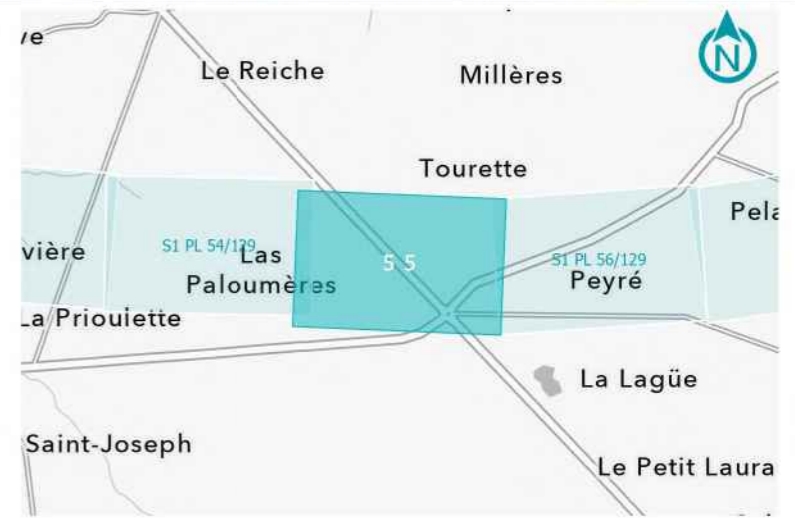 ve
Le Reiche
Millères
N
Tourette
Pela
S1 PL 54/129
vière
Las
Paloumères
5 5
S1 PL 56/129
Peyré
La Prioulette
La Lagüe
Saint-Joseph
Le Petit Laura